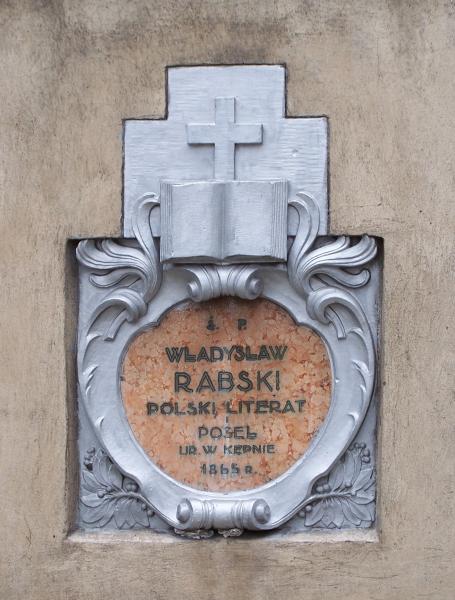 Ś. P.
WŁADYSŁAW
RABSKI
POLSKI LITERAT
I
POSEŁ
UR. W KĘPNIE
1865 R.